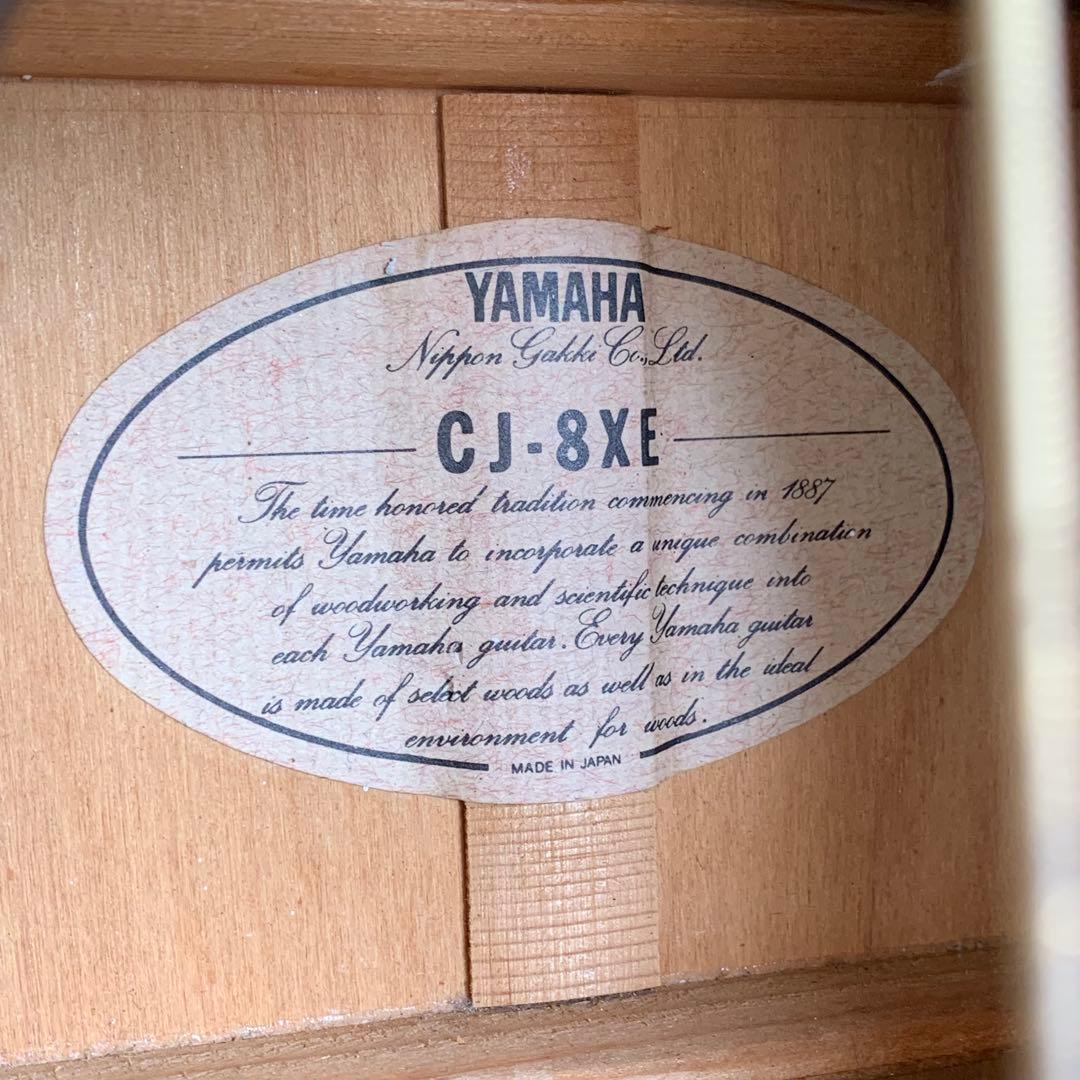 YAMAHA
Nippon Gakki Co., Ltd.
CJ-8XE
The time honored tradition commencing in 1887
permits Yamaha to incorporate a unique combination
of woodworking and scientific technique into
each Yamaha guitar. Every Yamaha guitar
is made of select woods as well as in the ideal
environment for woods.
MADE IN JAPAN